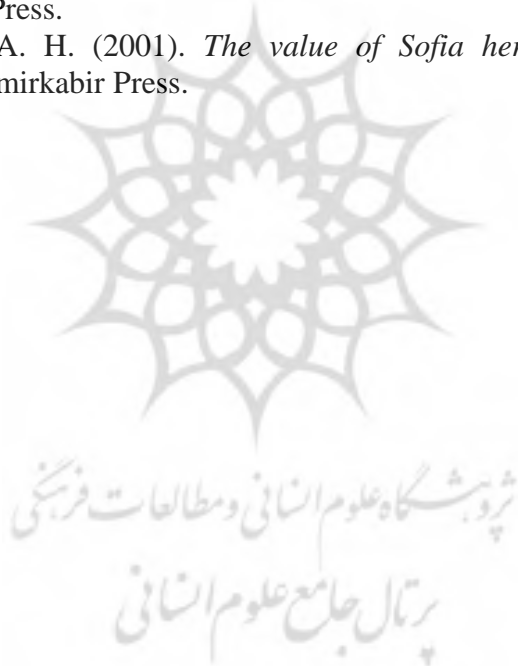 Press.
A. H. (2001). The value of Sofia her
mirkabir Press.
پژوهشگاه علوم انسانی و مطالعات فرهنگی
پرتال جامع علوم انسانی